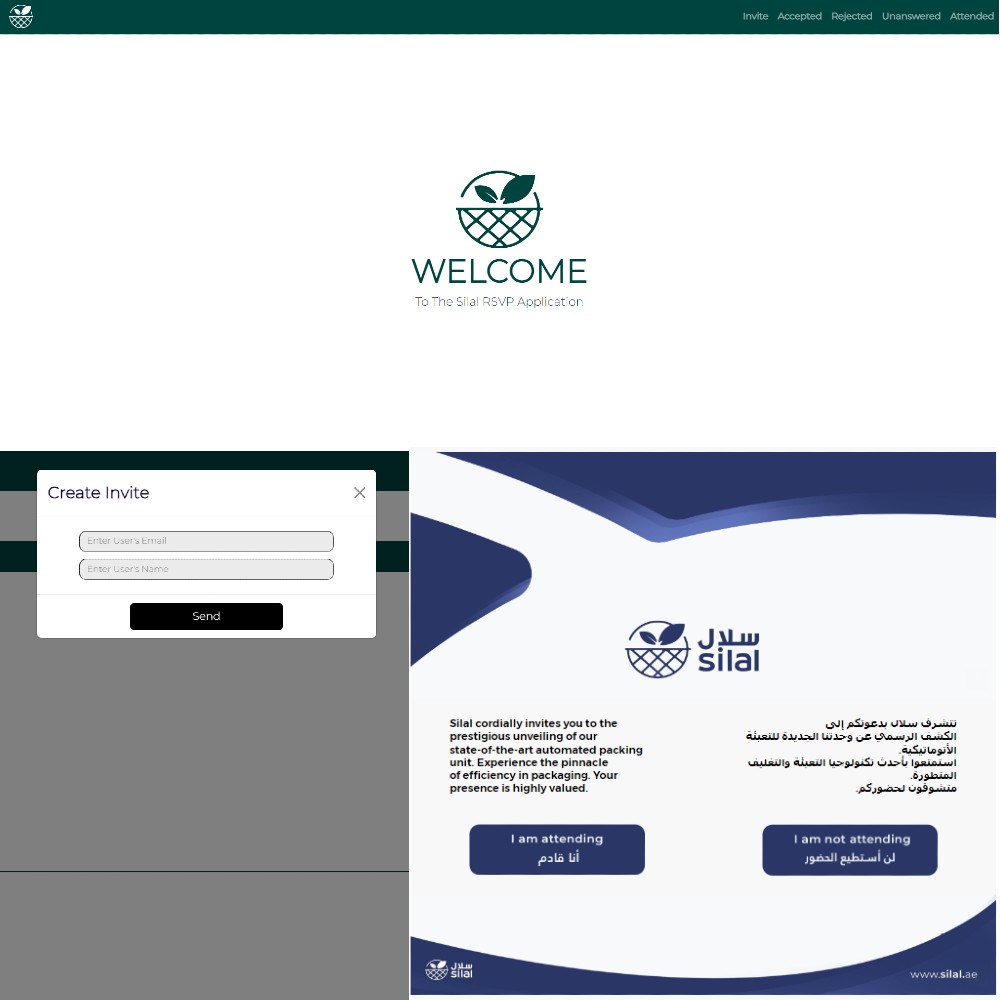 Invite Accepted Rejected Unanswered Attended
WELCOME
To The Silal RSVP Application
Create Invite
Enter User's Email
Enter User's Name
Send
سلال
silal
Silal cordially invites you to the
prestigious unveiling of our
state-of-the-art automated packing
unit. Experience the pinnacle
of efficiency in packaging. Your
presence is highly valued.
تتشرف سلال بدعوتكم إلى
الكشف الرسمي عن وحدتنا الجديدة للتعبئة
الأتوماتيكية.
استمتعوا بأحدث تكنولوجيا التعبئة والتغليف
المتطورة.
متشوقون لحضوركم.
I am attending
أنا قادم
I am not attending
لن أستطيع الحضور
سلال
silal
www.silal.ae